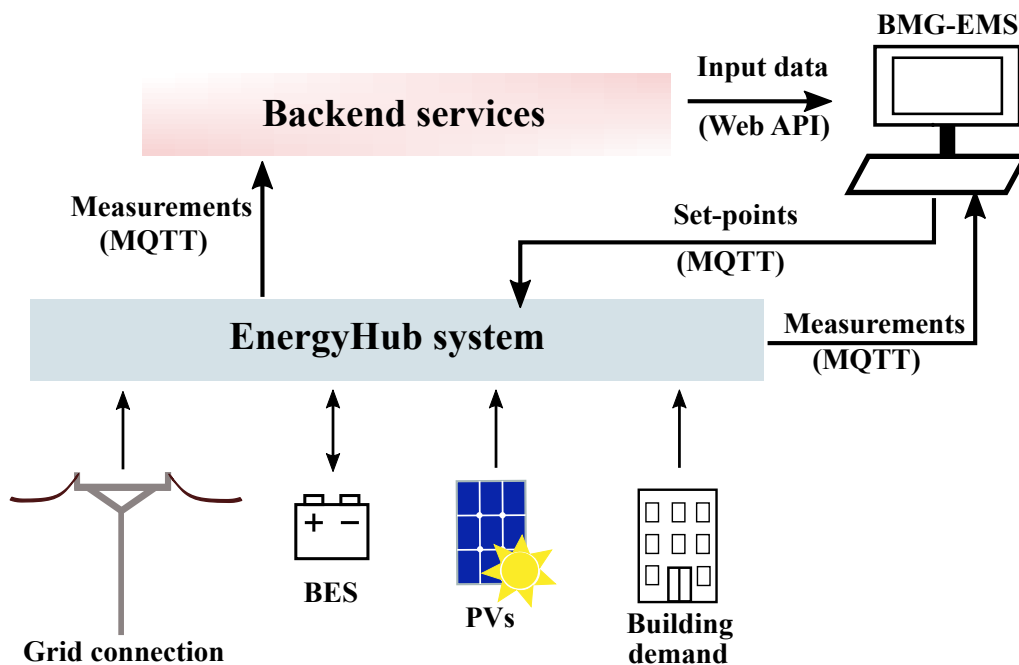 BMG-EMS
Input data
(Web API)
Backend services
Measurements
(MQTT)
Set-points
(MQTT)
EnergyHub system
Measurements
(MQTT)
+ −
BES
PVs
Building
demand
Grid connection